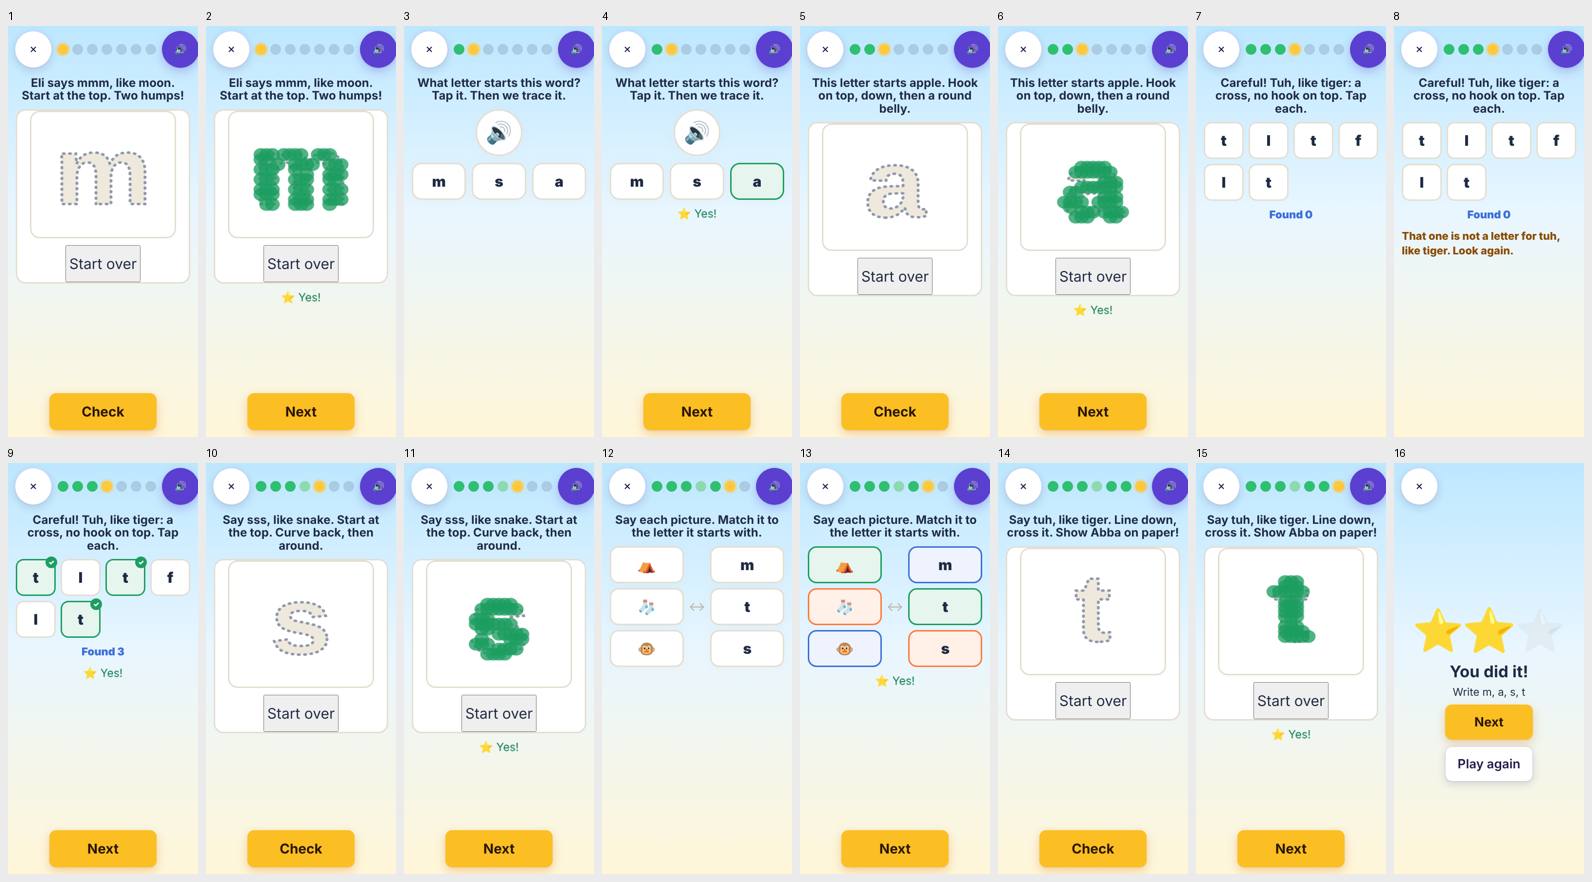 1
2
3
4
5
6
7
8
×
×
×
×
×
×
×
×
Eli says mmm, like moon.
Start at the top. Two humps!
m
Start over
Check
Eli says mmm, like moon.
Start at the top. Two humps!
m
Start over
⭐ Yes!
Next
What letter starts this word?
Tap it. Then we trace it.
m s a
What letter starts this word?
Tap it. Then we trace it.
m s a
⭐ Yes!
Next
This letter starts apple. Hook
on top, down, then a round
belly.
a
Start over
Check
This letter starts apple. Hook
on top, down, then a round
belly.
a
Start over
⭐ Yes!
Next
Careful! Tuh, like tiger: a
cross, no hook on top. Tap
each.
t l t f
l t
Found 0
Careful! Tuh, like tiger: a
cross, no hook on top. Tap
each.
t l t f
l t
Found 0
That one is not a letter for tuh,
like tiger. Look again.
9
10
11
12
13
14
15
16
×
×
×
×
×
×
×
×
Careful! Tuh, like tiger: a
cross, no hook on top. Tap
each.
t l t f
l t
Found 3
⭐ Yes!
Next
Say sss, like snake. Start at
the top. Curve back, then
around.
s
Start over
Check
Say sss, like snake. Start at
the top. Curve back, then
around.
s
Start over
⭐ Yes!
Next
Say each picture. Match it to
the letter it starts with.
m
↔ t
s
Say each picture. Match it to
the letter it starts with.
m
↔ t
s
⭐ Yes!
Next
Say tuh, like tiger. Line down,
cross it. Show Abba on paper!
t
Start over
Check
Say tuh, like tiger. Line down,
cross it. Show Abba on paper!
t
Start over
⭐ Yes!
Next
You did it!
Write m, a, s, t
Next
Play again